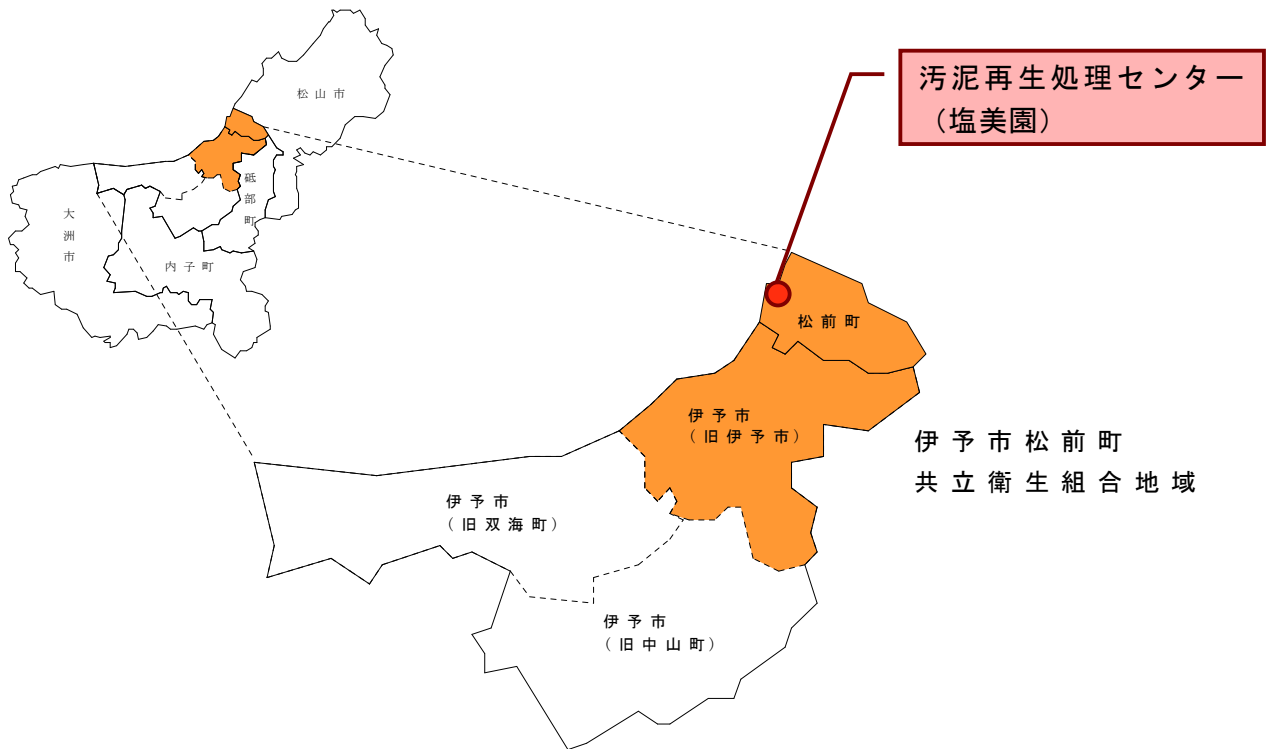 汚泥再生処理センター
（塩美園）
松山市
砥部町
大洲市
内子町
松前町
伊予市
（旧伊予市）
伊予市松前町
共立衛生組合地域
伊予市
（旧双海町）
伊予市
（旧中山町）